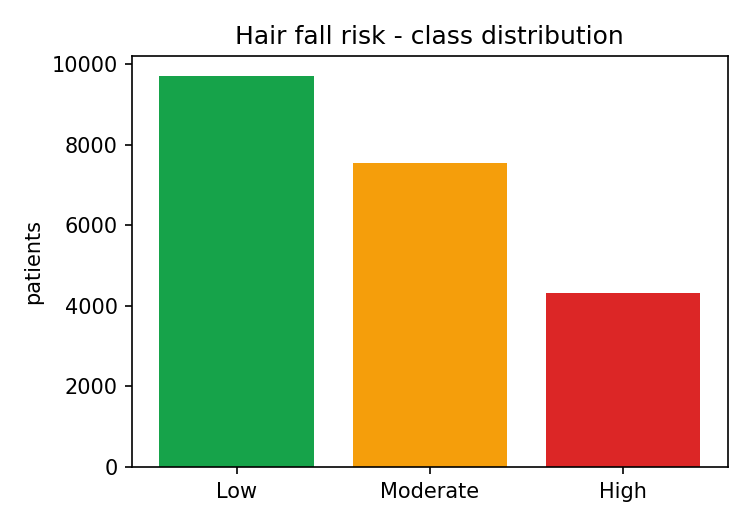 Hair fall risk - class distribution
10000
8000
6000
4000
2000
0
patients
Low Moderate High